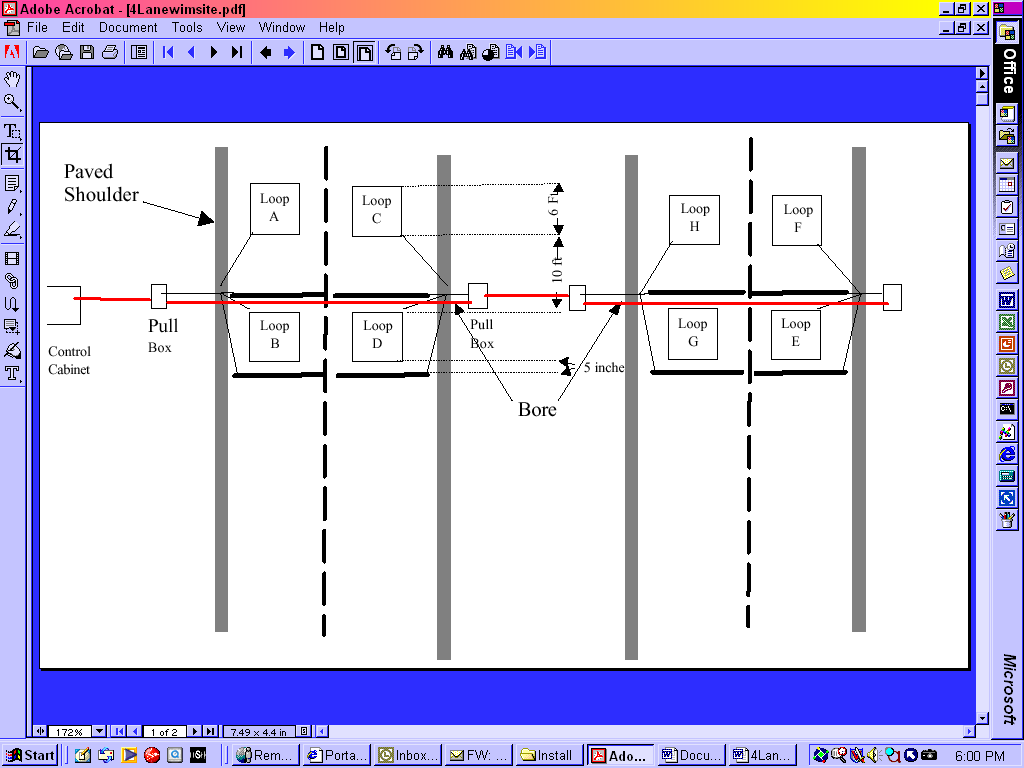 Adobe Acrobat - [4Lanewimsite.pdf]
File Edit Document Tools View Window Help
Office
Paved
Shoulder
Loop
A
Loop
C
6 Ft
Loop
H
Loop
F
10 ft
Pull
Box
Loop
B
Loop
D
Pull
Box
Loop
G
Loop
E
Control
Cabinet
5 inche
Bore
Microsoft
172% 1 of 2 7.49 x 4.4 in
Start Rem... Porta... Inbox... FW: ... Install Ado... Docu... 4Lan... 6:00 PM